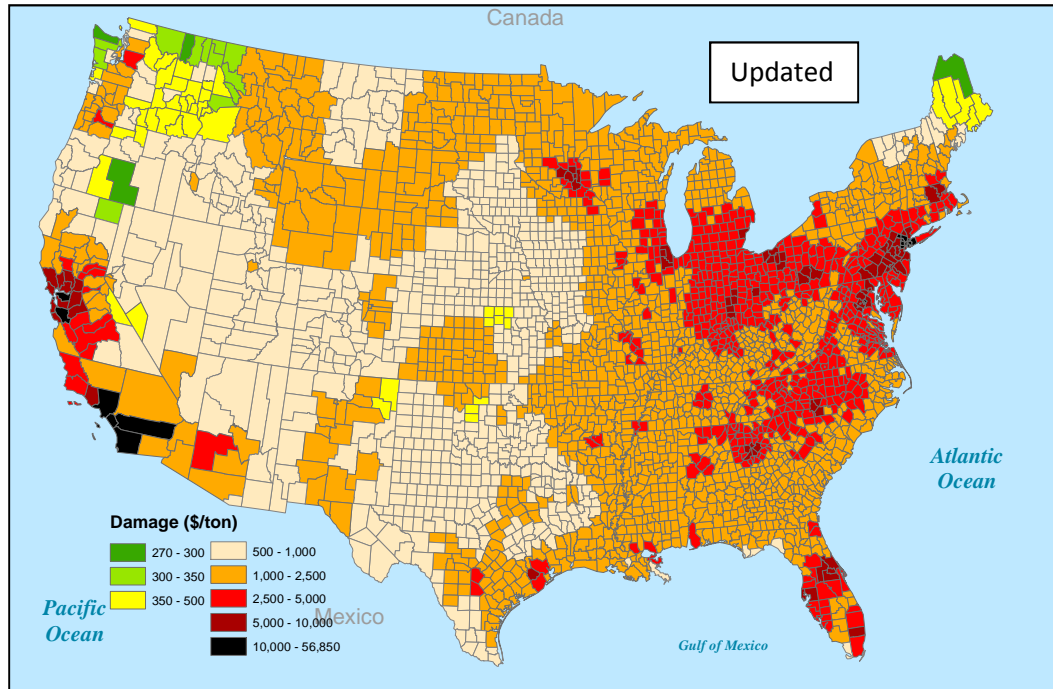 Canada
Updated
Atlantic
Ocean
Damage ($/ton)
270 - 300
300 - 350
350 - 500
500 - 1,000
1,000 - 2,500
2,500 - 5,000
5,000 - 10,000
10,000 - 56,850
Pacific
Ocean
Mexico
Gulf of Mexico